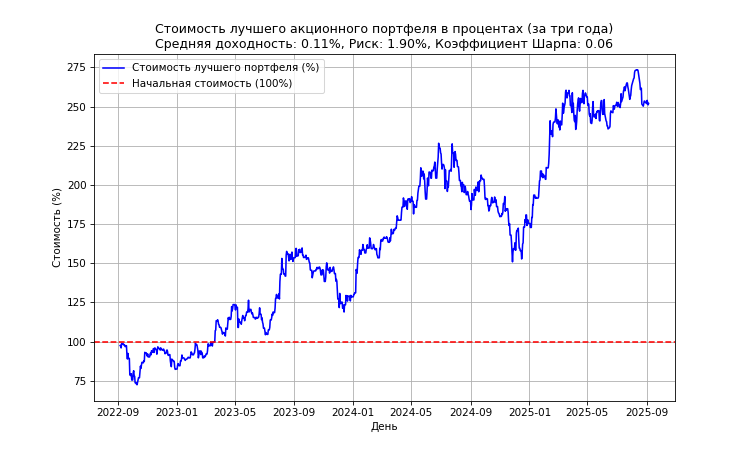 Стоимость лучшего акционного портфеля в процентах (за три года)
Средняя доходность: 0.11%, Риск: 1.90%, Коэффициент Шарпа: 0.06
Стоимость лучшего портфеля (%)
Начальная стоимость (100%)
Стоимость (%)
275
250
225
200
175
150
125
100
75
2022-09 2023-01 2023-05 2023-09 2024-01 2024-05 2024-09 2025-01 2025-05 2025-09
День